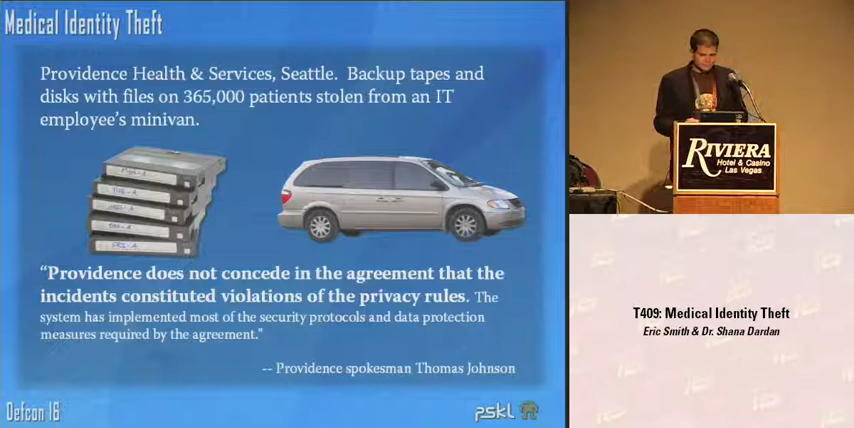 Medical Identity Theft
Providence Health & Services, Seattle. Backup tapes and
disks with files on 365,000 patients stolen from an IT
employee's minivan.
"Providence does not concede in the agreement that the
incidents constituted violations of the privacy rules. The
system has implemented most of the security protocols and data protection
measures required by the agreement."
-- Providence spokesman Thomas Johnson
Defcon 18
pskl
RIVIERA
Hotel & Casino
Las Vegas
T409: Medical Identity Theft
Eric Smith & Dr. Shana Dardan